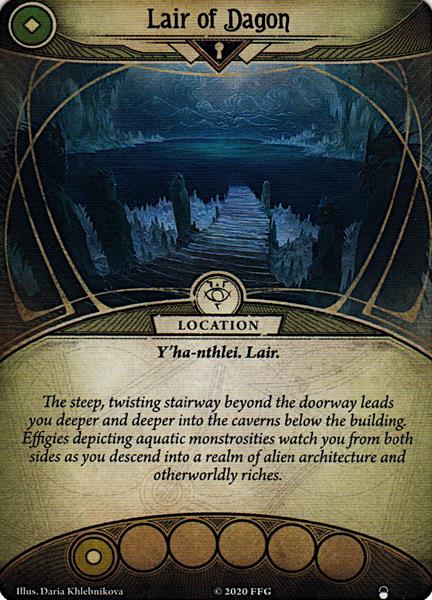 Lair of Dagon
LOCATION
Y'ha-nthlei. Lair.
The steep, twisting stairway beyond the doorway leads
you deeper and deeper into the caverns below the building.
Effigies depicting aquatic monstrosities watch you from both
sides as you descend into a realm of alien architecture and
otherworldly riches.
Illus. Daria Khlebnikova
© 2020 FFG